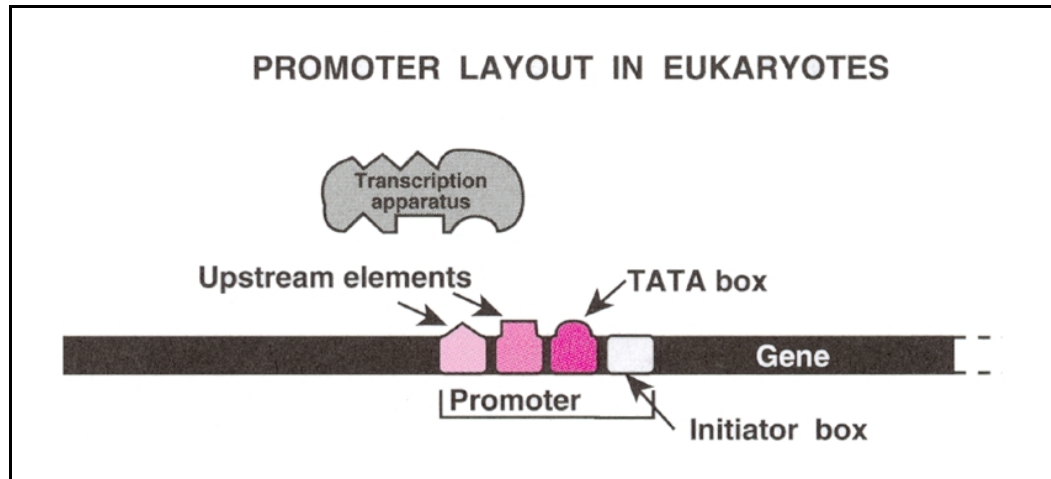 PROMOTER LAYOUT IN EUKARYOTES
Transcription
apparatus
Upstream elements
TATA box
Gene
Promoter
Initiator box